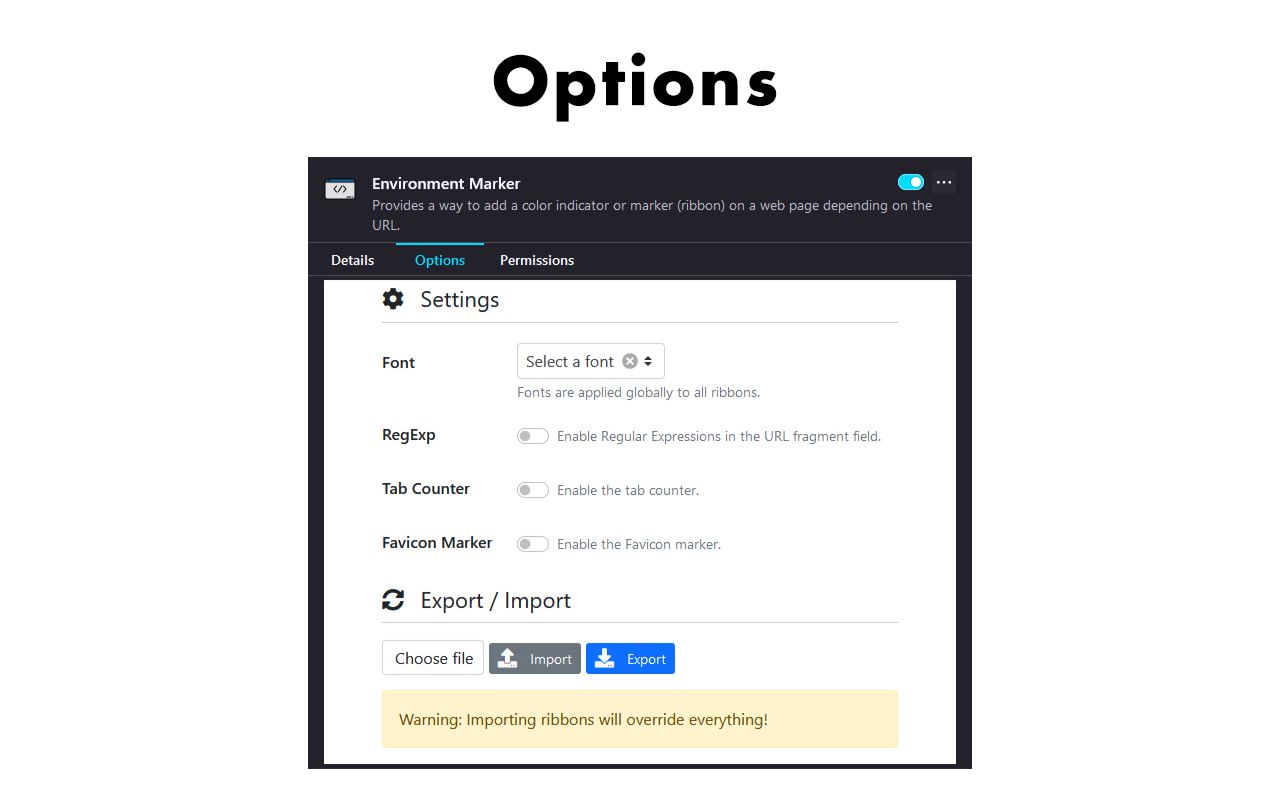 Options
Environment Marker
Provides a way to add a color indicator or marker (ribbon) on a web page depending on the
URL.
Details Options Permissions
Settings
Font Select a font
Fonts are applied globally to all ribbons.
RegExp Enable Regular Expressions in the URL fragment field.
Tab Counter Enable the tab counter.
Favicon Marker Enable the Favicon marker.
Export / Import
Choose file Import Export
Warning: Importing ribbons will override everything!